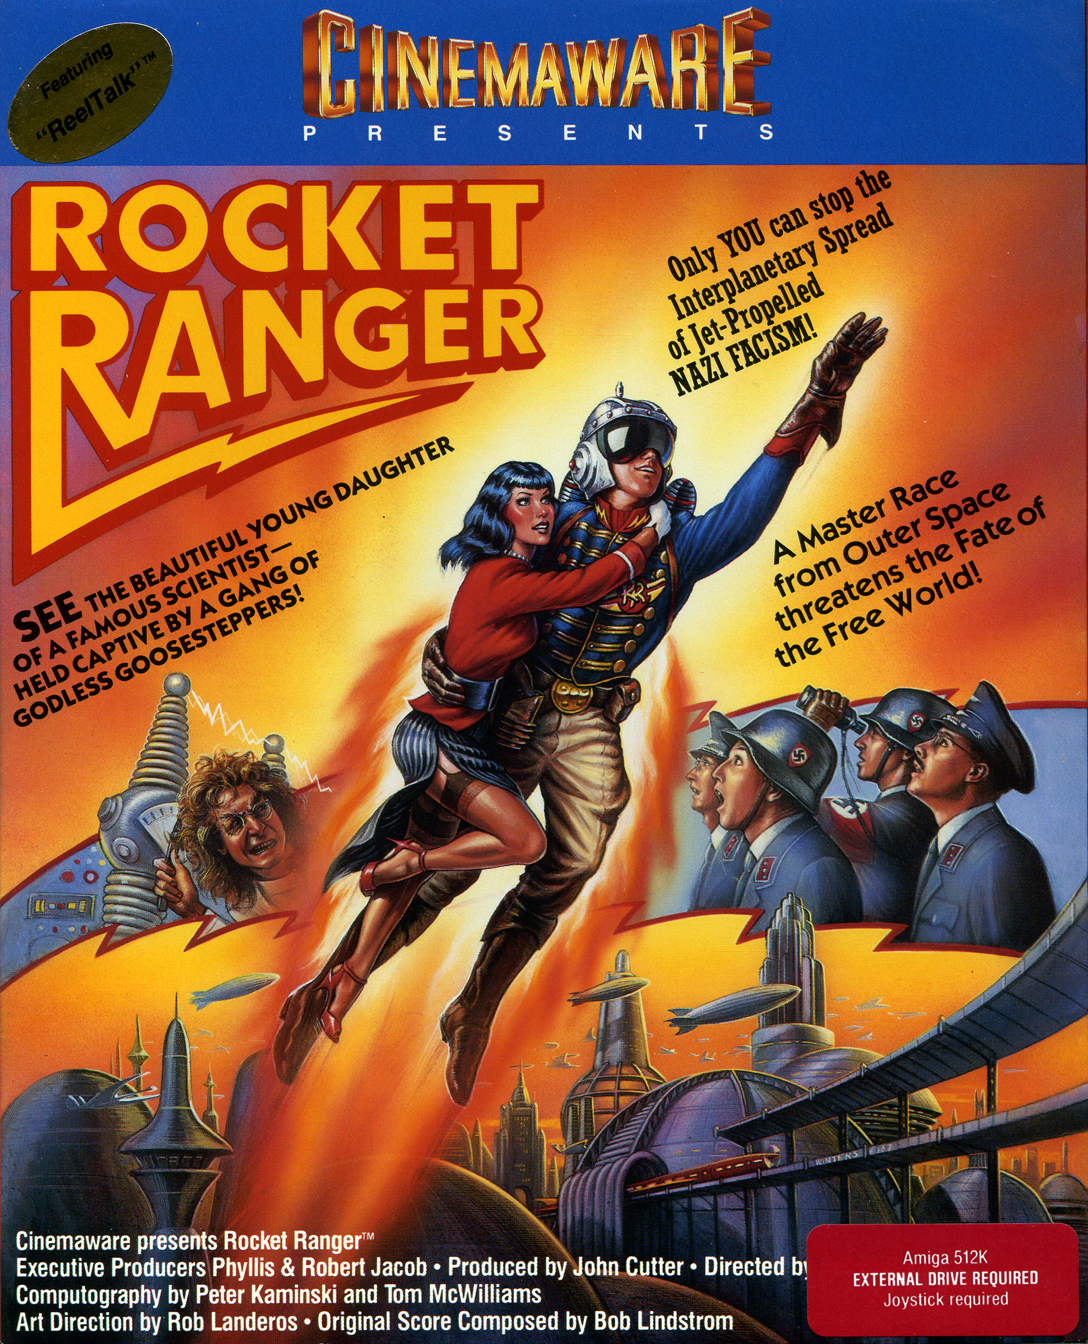 Featuring
"ReelTalk"™
CINEMAWARE
PRESENTS
ROCKET
RANGER
Only YOU can stop the
Interplanetary Spread
of Jet-Propelled
NAZI FACISM!
SEE THE BEAUTIFUL YOUNG DAUGHTER
OF A FAMOUS SCIENTIST—
HELD CAPTIVE BY A GANG OF
GODLESS GOOSESTEPPERS!
A Master Race
from Outer Space
threatens the Fate of
the Free World!
RR
WINTERS 1987
Cinemaware presents Rocket Ranger™
Executive Producers Phyllis & Robert Jacob • Produced by John Cutter • Directed by
Computography by Peter Kaminski and Tom McWilliams
Art Direction by Rob Landeros • Original Score Composed by Bob Lindstrom
Amiga 512K
EXTERNAL DRIVE REQUIRED
Joystick required